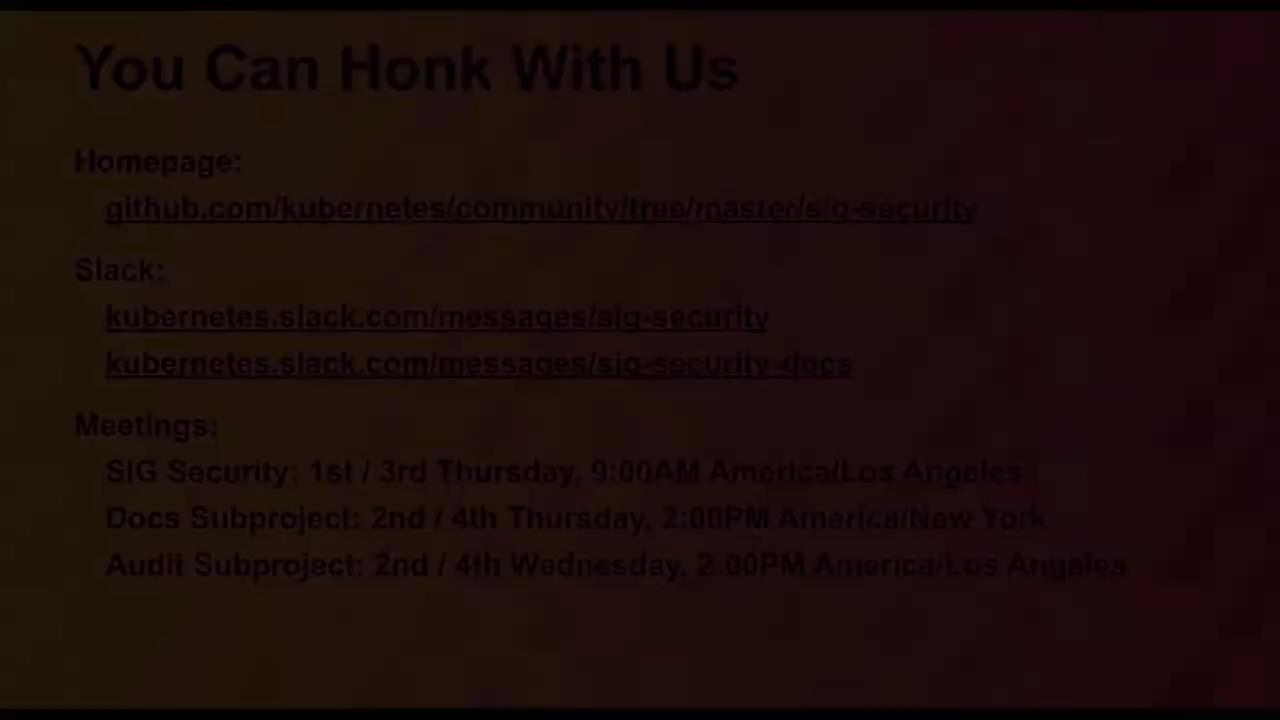 You Can Honk With Us
Homepage:
github.com/kubernetes/community/tree/master/sig-security
Slack:
kubernetes.slack.com/messages/sig-security
kubernetes.slack.com/messages/sig-security-docs
Meetings:
SIG Security: 1st / 3rd Thursday, 9:00AM America/Los Angeles
Docs Subproject: 2nd / 4th Thursday, 2:00PM America/New York
Audit Subproject: 2nd / 4th Wednesday, 2:00PM America/Los Angeles